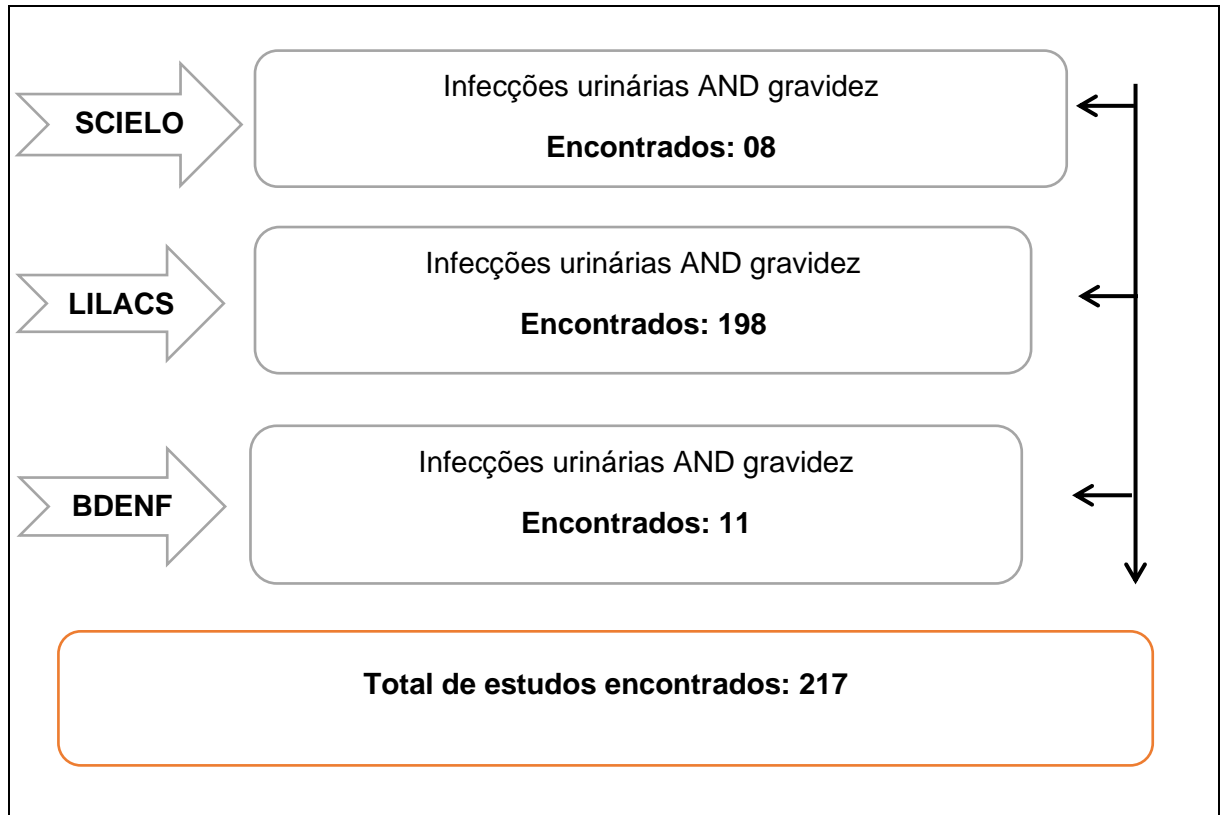 SCIELO
Infecções urinárias AND gravidez
Encontrados: 08
LILACS
Infecções urinárias AND gravidez
Encontrados: 198
BDENF
Infecções urinárias AND gravidez
Encontrados: 11
Total de estudos encontrados: 217